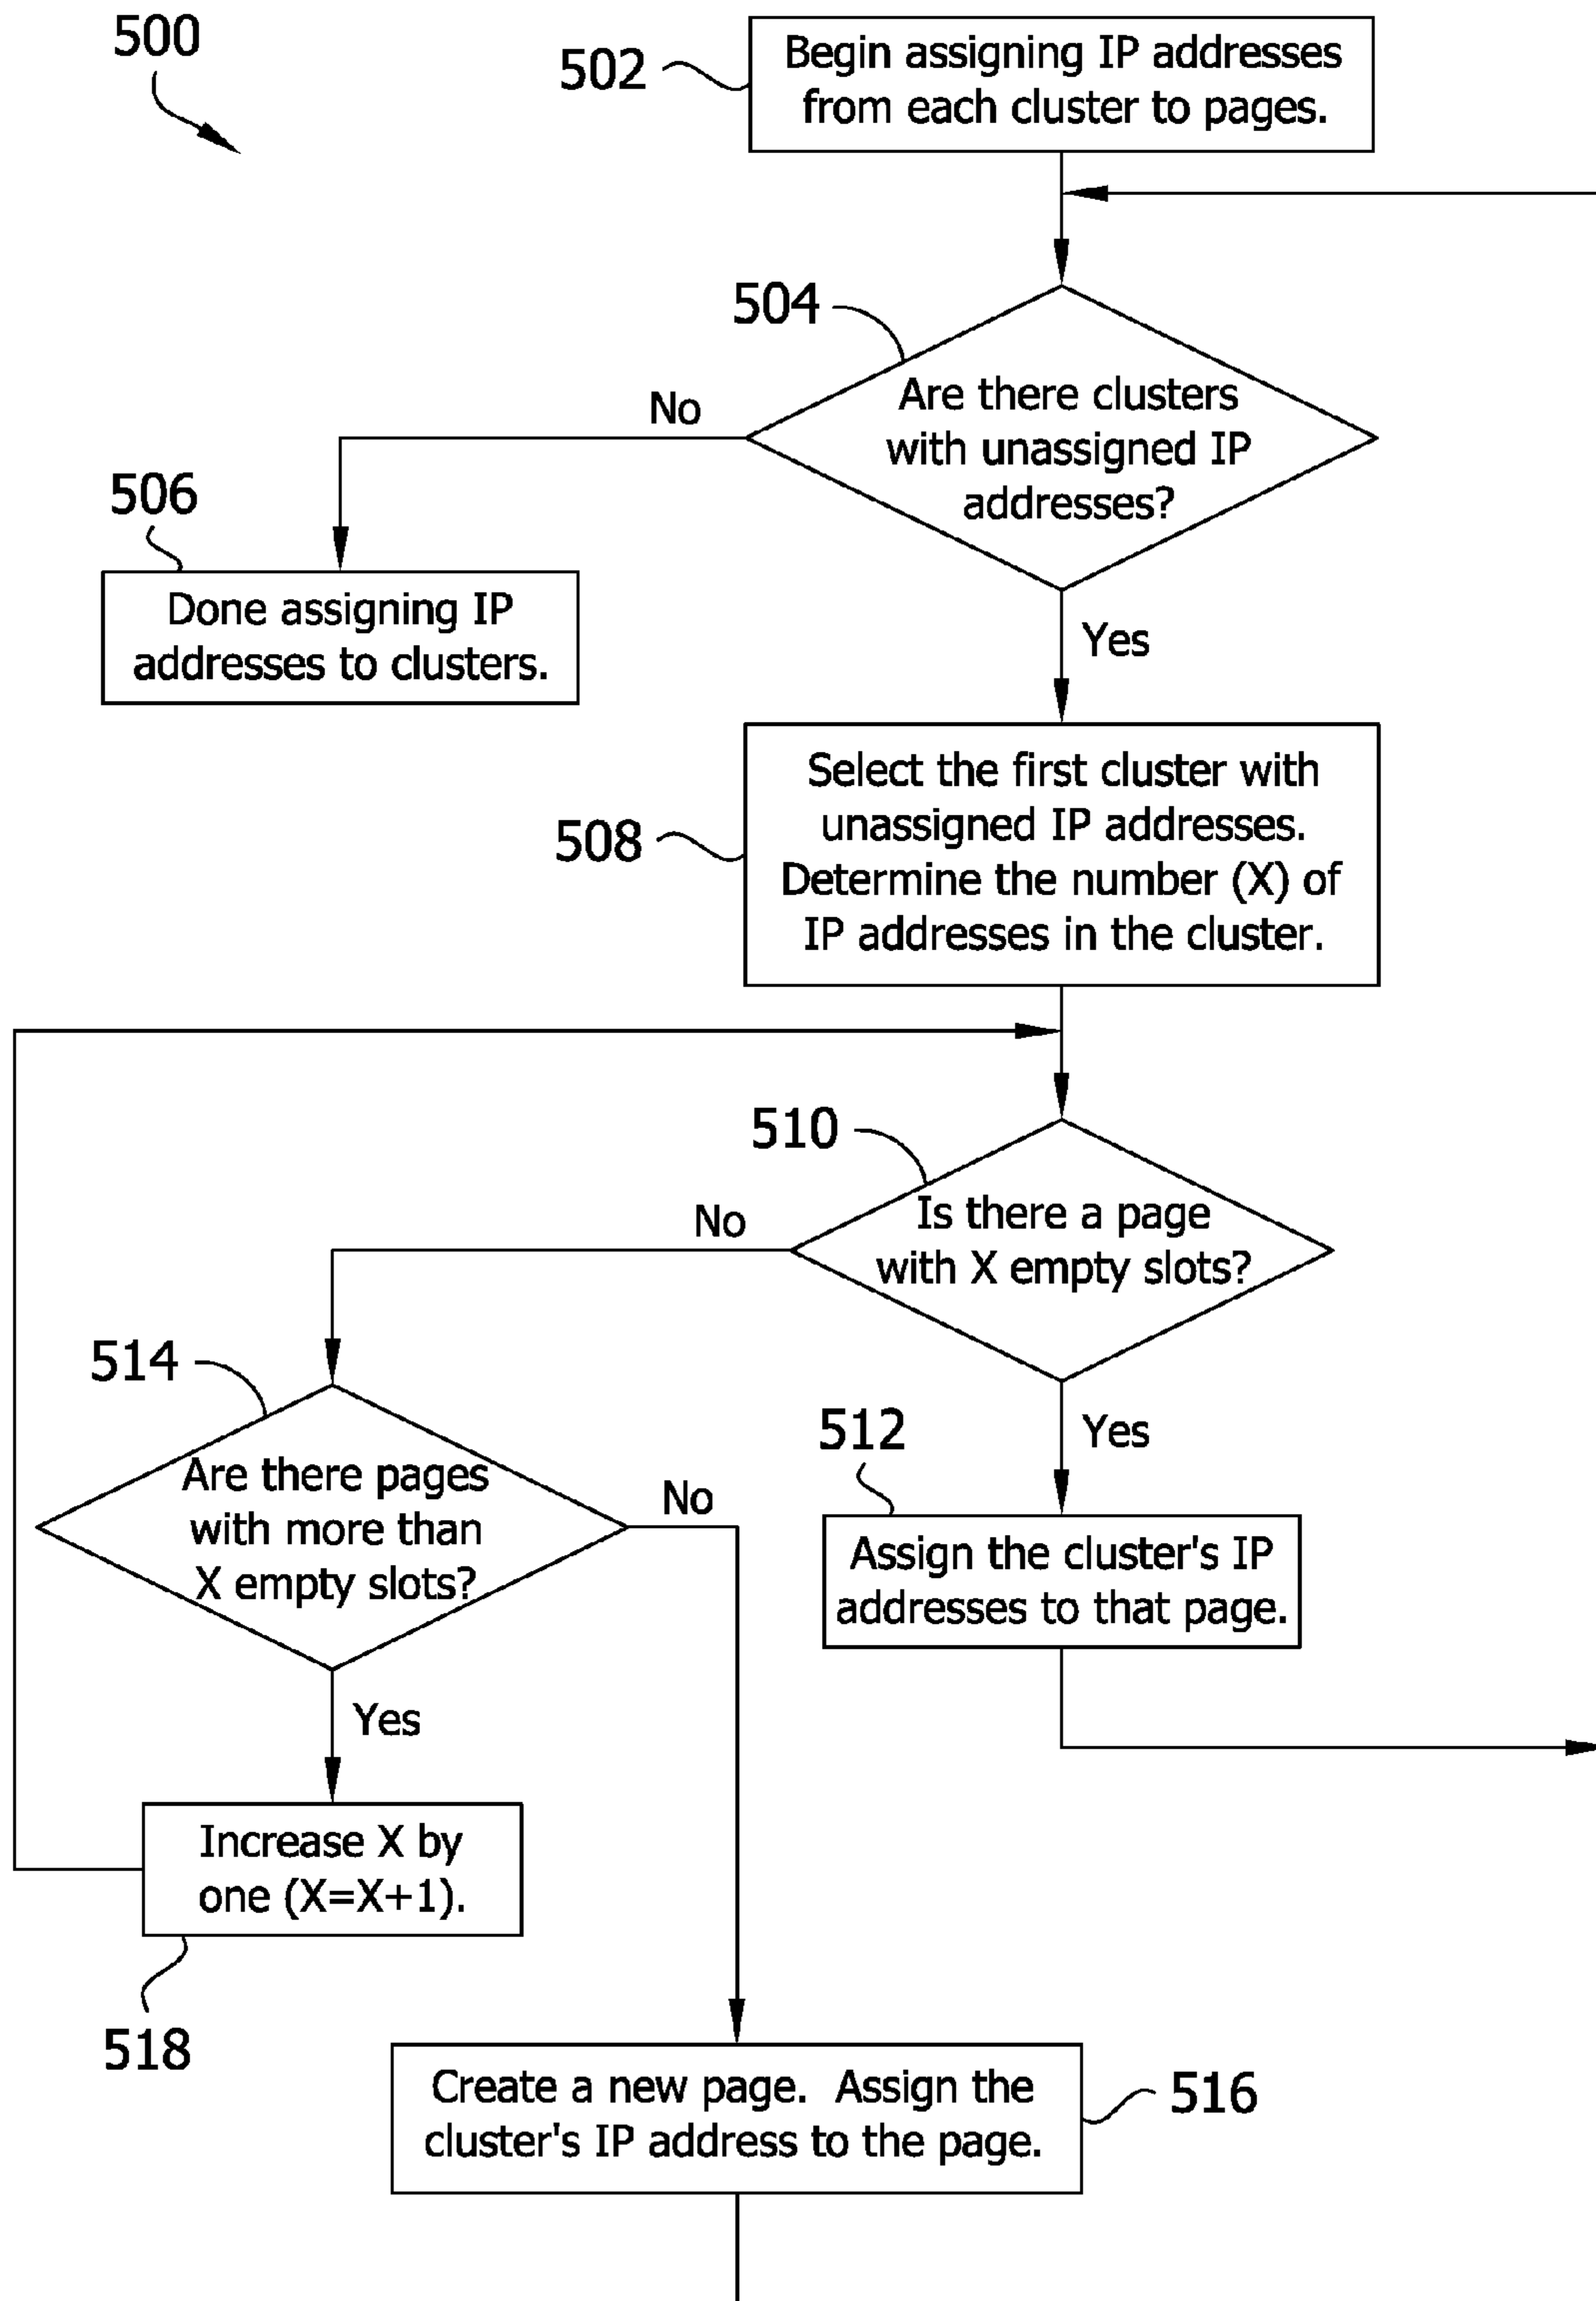 500
502
Begin assigning IP addresses
from each cluster to pages.
504
Are there clusters
with unassigned IP
addresses?
No
506
Done assigning IP
addresses to clusters.
Yes
508
Select the first cluster with
unassigned IP addresses.
Determine the number (X) of
IP addresses in the cluster.
510
Is there a page
with X empty slots?
No
514
Are there pages
with more than
X empty slots?
No
512
Yes
Assign the cluster's IP
addresses to that page.
Yes
Increase X by
one (X=X+1).
518
Create a new page. Assign the
cluster's IP address to the page.
516